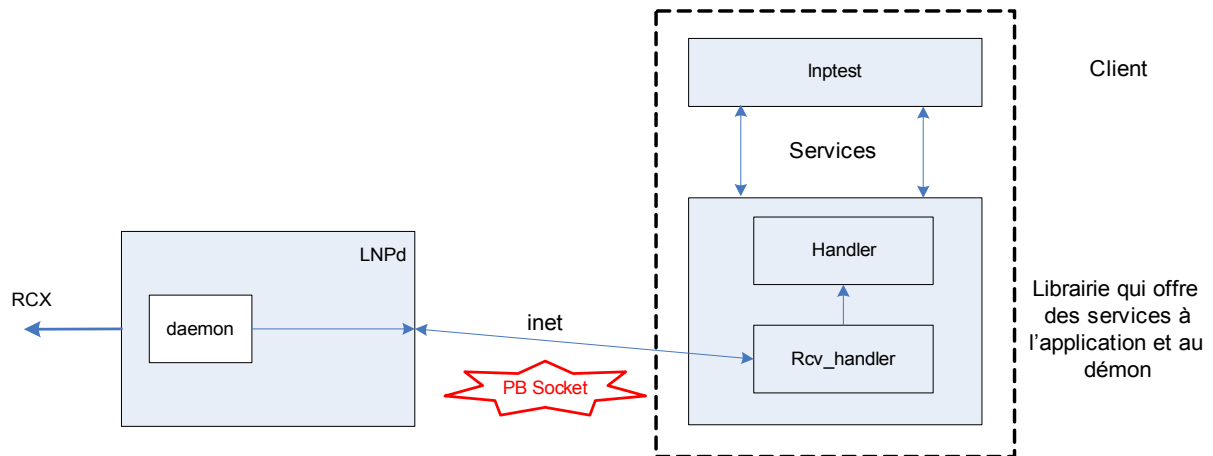 lnptest
Client
Services
LNPd
Handler
RCX
daemon
inet
Rcv_handler
PB Socket
Librairie qui offre
des services à
l'application et au
démon